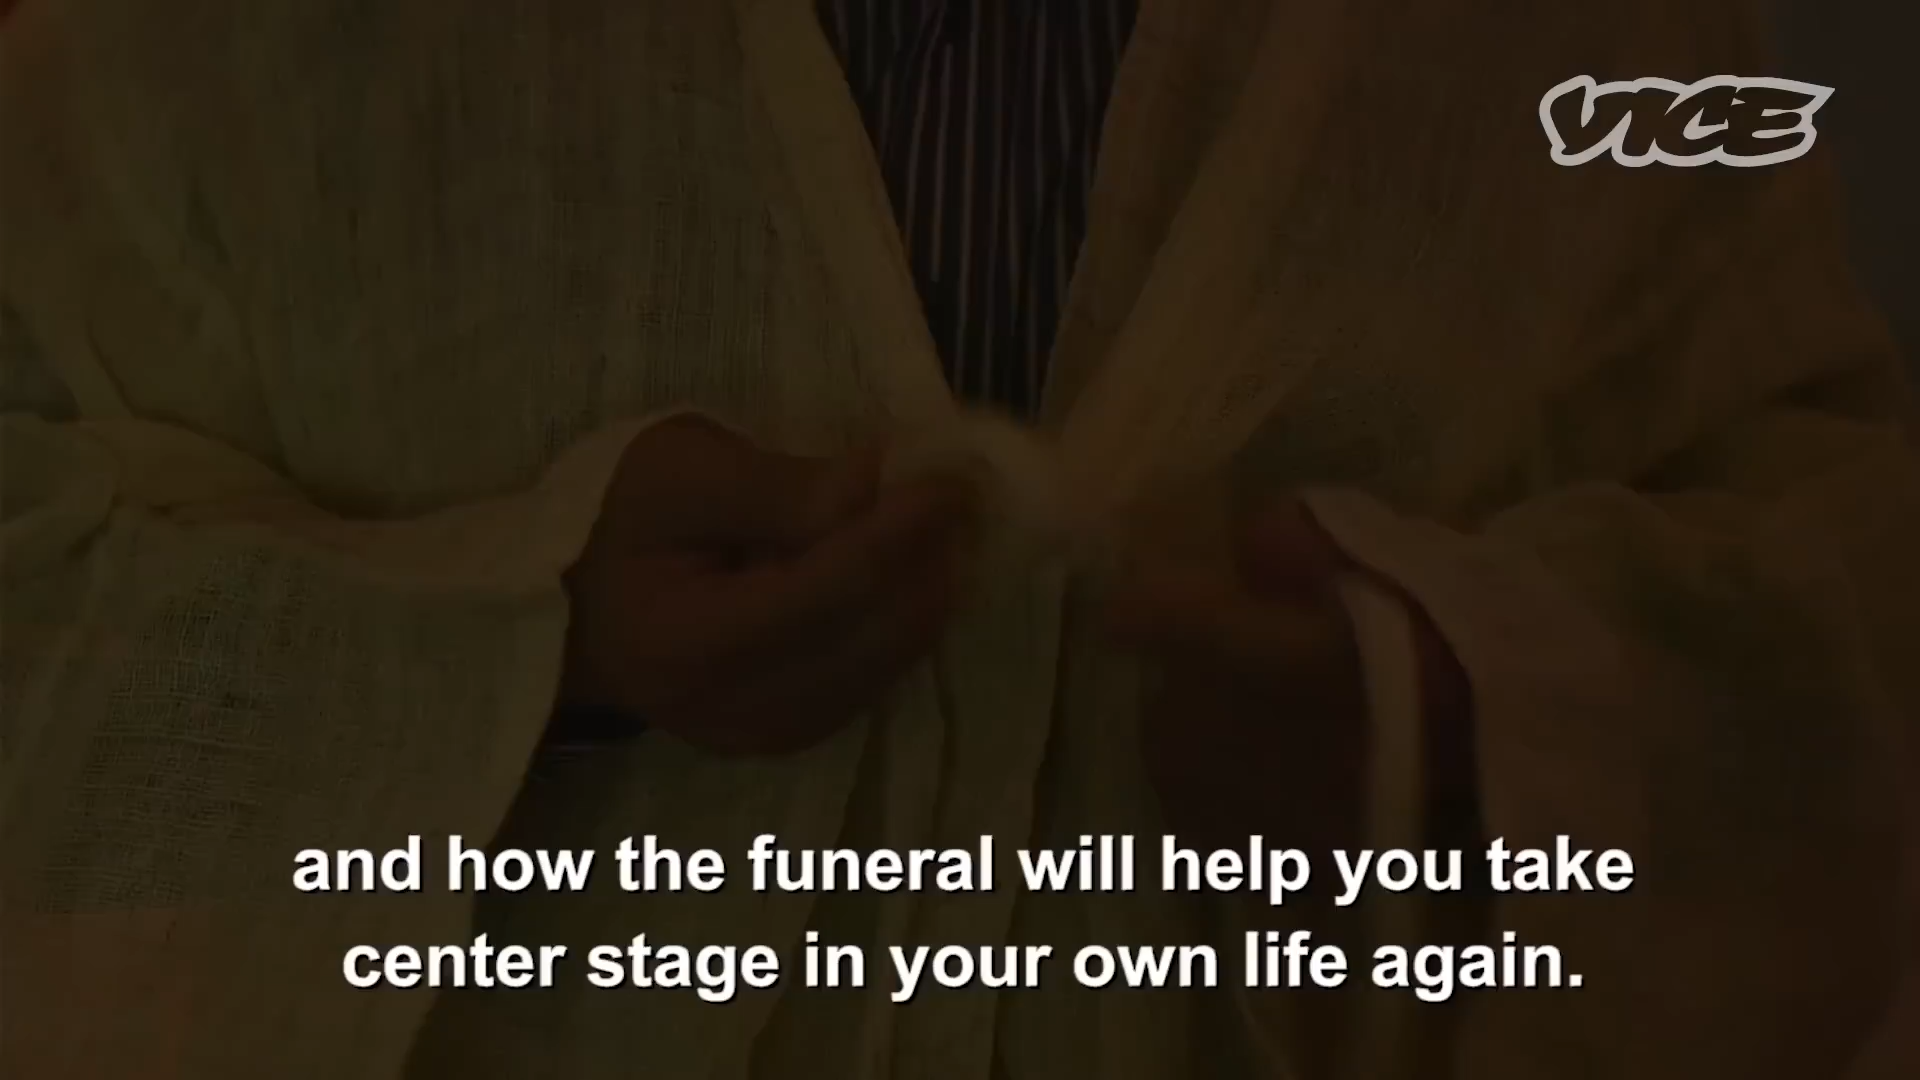 VICE
and how the funeral will help you take
center stage in your own life again.